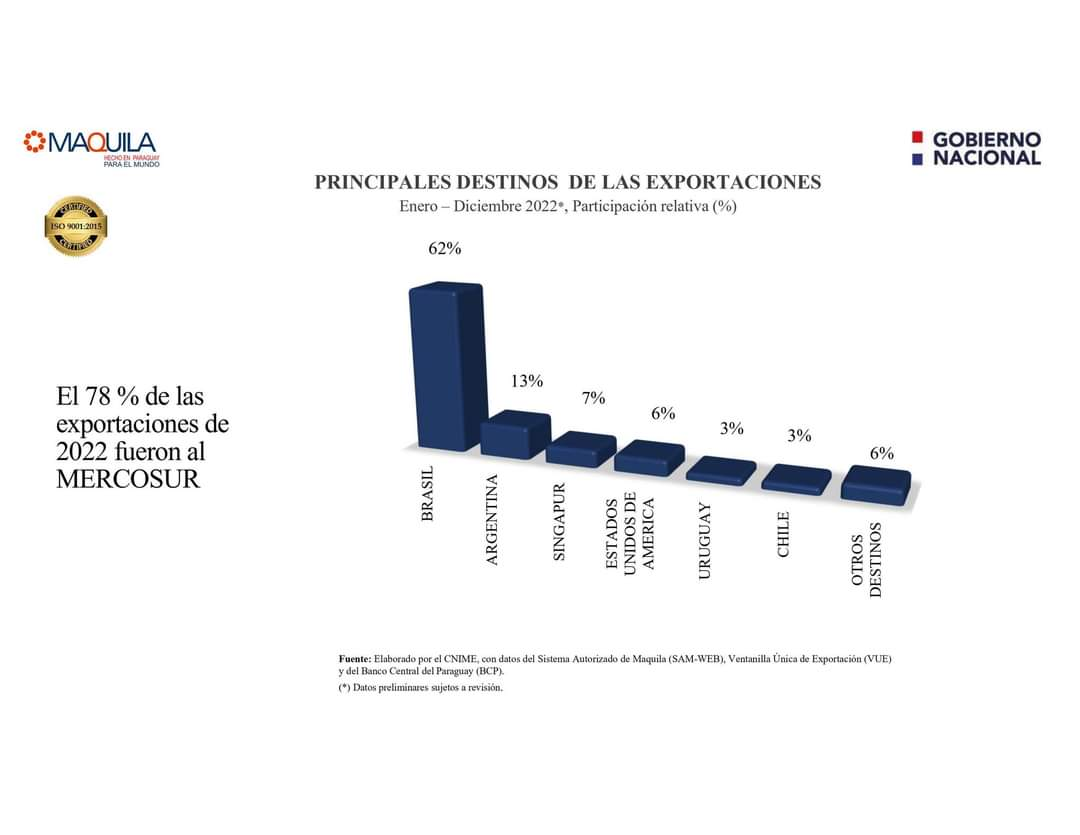 MAQUILA
HECHO EN PARAGUAY
PARA EL MUNDO
GOBIERNO
NACIONAL
CERTIFIED
ISO 9001:2015
CERTIFIED
PRINCIPALES DESTINOS DE LAS EXPORTACIONES
Enero – Diciembre 2022*, Participación relativa (%)
El 78 % de las
exportaciones de
2022 fueron al
MERCOSUR
62%
13%
7%
6%
3%
3%
6%
BRASIL
ARGENTINA
SINGAPUR
ESTADOS
UNIDOS DE
AMERICA
URUGUAY
CHILE
OTROS
DESTINOS
Fuente: Elaborado por el CNIME, con datos del Sistema Autorizado de Maquila (SAM-WEB), Ventanilla Única de Exportación (VUE)
y del Banco Central del Paraguay (BCP).
(*) Datos preliminares sujetos a revisión.